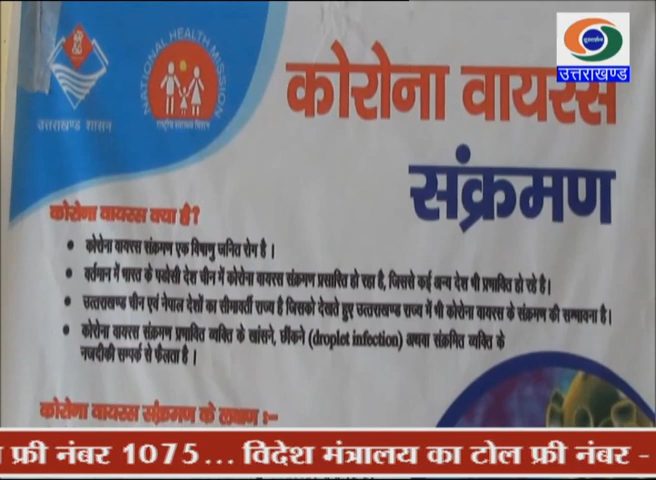 उत्तराखण्ड
NATIONAL HEALTH MISSION
राष्ट्रीय स्वास्थ्य मिशन
उत्तराखण्ड शासन
कोरोना वायरस
संक्रमण
कोरोना वायरस क्या है?
• कोरोना वायरस संक्रमण एक विषाणु जनित रोग है।
• वर्तमान में भारत के पडोसी देश चीन में कोरोना वायरस संक्रमण प्रसारित हो रहा है, जिससे कई अन्य देश भी प्रभावित हो रहे है।
• उत्तराखण्ड चीन एवं नेपाल देशों का सीमावर्ती राज्य है जिसको देखते हुए उत्तराखण्ड राज्य में भी कोरोना वायरस के संक्रमण की सम्भावना है।
• कोरोना वायरस संक्रमण प्रभावित व्यक्ति के खांसने, छींकने (droplet infection) अथवा संक्रमित व्यक्ति के
नजदीकी सम्पर्क से फैलता है।
कोरोना वायरस संक्रमण के लक्षण :-
फ्री नंबर 1075... विदेश मंत्रालय का टोल फ्री नंबर -